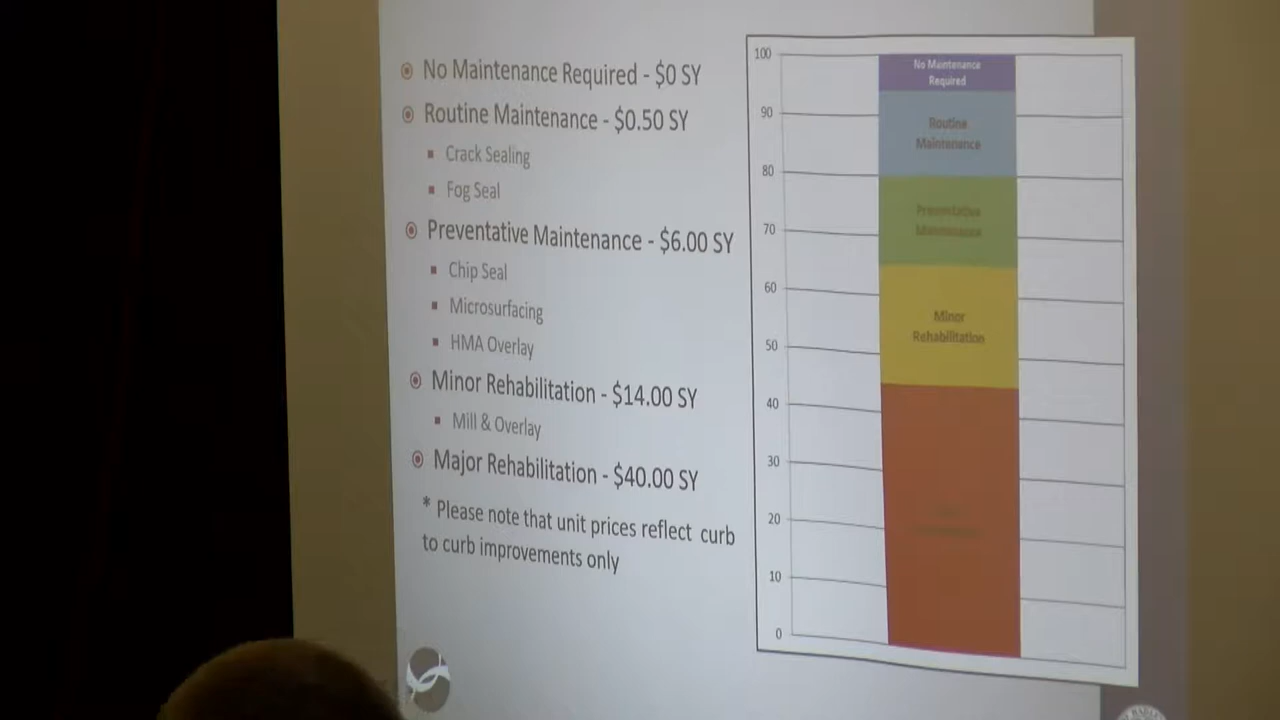 No Maintenance Required - $0 SY
Routine Maintenance - $0.50 SY
Crack Sealing
Fog Seal
Preventative Maintenance - $6.00 SY
Chip Seal
Microsurfacing
HMA Overlay
Minor Rehabilitation - $14.00 SY
Mill & Overlay
Major Rehabilitation - $40.00 SY
* Please note that unit prices reflect curb
to curb improvements only
100
90
80
70
60
50
40
30
20
10
0
No Maintenance
Required
Routine
Maintenance
Preventative
Maintenance
Minor
Rehabilitation